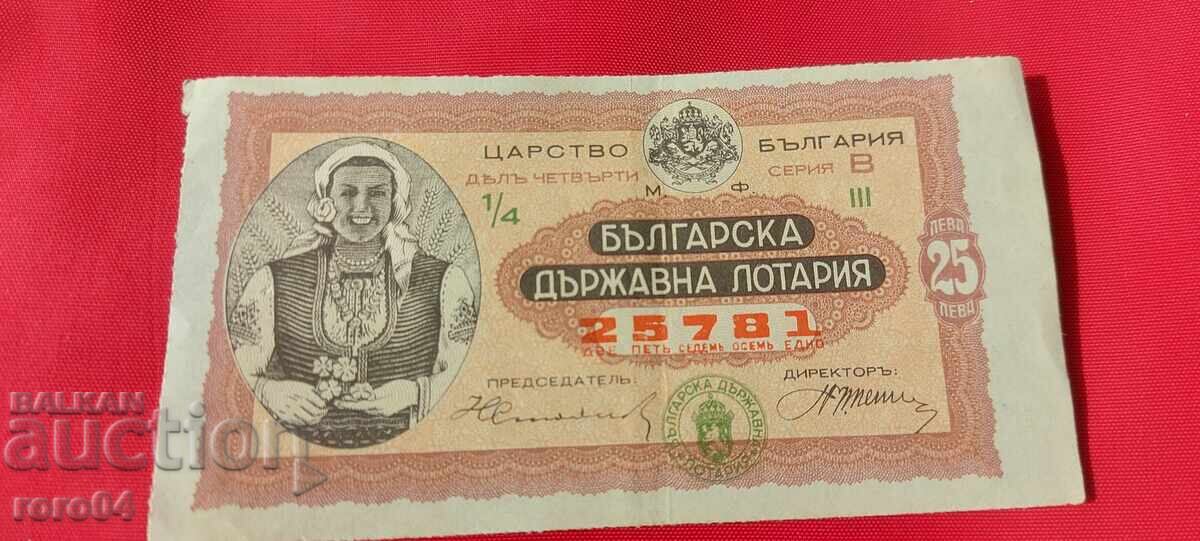 ЦАРСТВО БЪЛГАРИЯ
ДѢЛЪ ЧЕТВЪРТИ СЕРИЯ B
1/4 М. Ф. III
БЪЛГАРСКА
ДЪРЖАВНА ЛОТАРИЯ
ЛЕВА
25
ЛЕВА
25781
ДВЕ ПЕТЬ СЕДЕМЬ ОСЕМЬ ЕДНО
ПРЕДСЕДАТЕЛЬ: ДИРЕКТОРЪ:
БЪЛГАРСКА ДЪРЖАВНА
ЛОТАРИЯ
BALKAN
auction
roro04